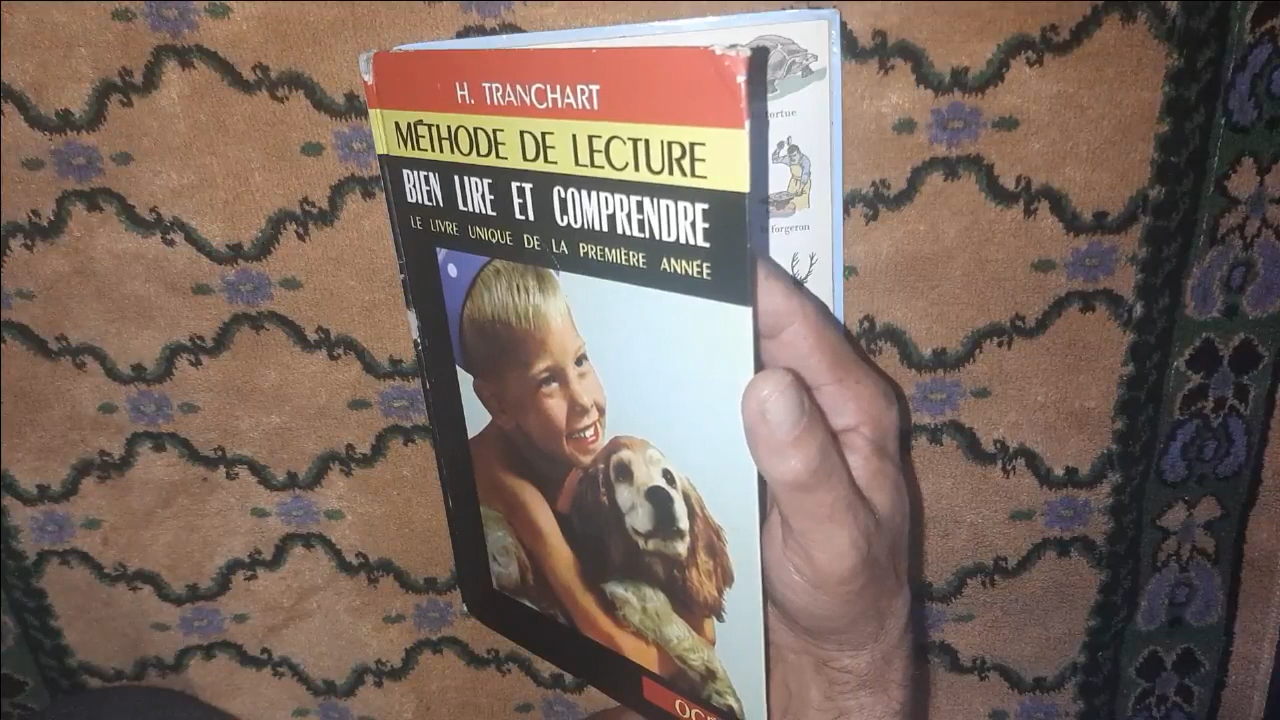 H. TRANCHART
MÉTHODE DE LECTURE
BIEN LIRE ET COMPRENDRE
LE LIVRE UNIQUE DE LA PREMIÈRE ANNÉE
tortue
forgeron